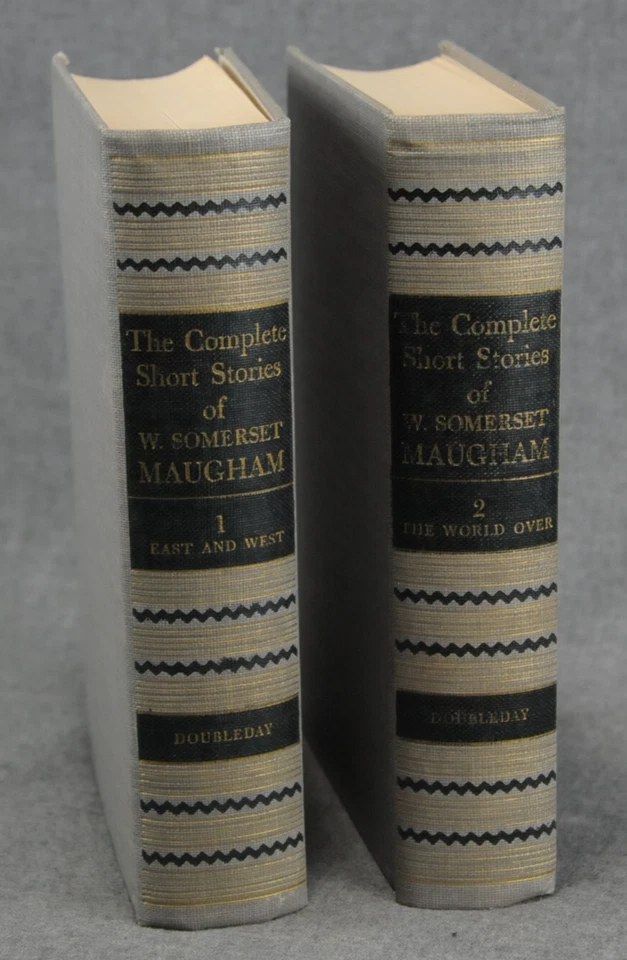 The Complete
Short Stories
of
W. SOMERSET
MAUGHAM
1
EAST AND WEST
DOUBLEDAY
The Complete
Short Stories
of
W. SOMERSET
MAUGHAM
2
THE WORLD OVER
DOUBLEDAY